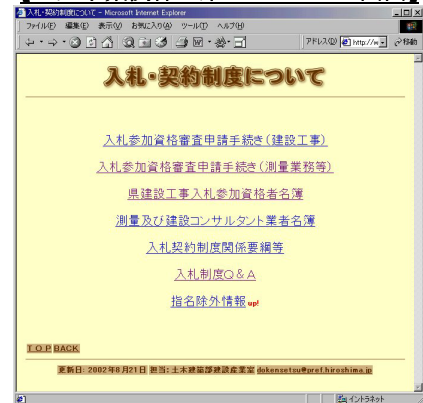 入札・契約制度について - Microsoft Internet Explorer
ファイル(F) 編集(E) 表示(V) お気に入り(A) ツール(T) ヘルプ(H)
アドレス(D) http://w 移動
入札・契約制度について
入札参加資格審査申請手続き(建設工事)
入札参加資格審査申請手続き(測量業務等)
県建設工事入札参加資格者名簿
測量及び建設コンサルタント業者名簿
入札契約制度関係要綱等
入札制度Q&A
指名除外情報 up!
TOP BACK
更新日: 2002年8月21日 担当: 土木建築部建設産業室 dokensetsu@pref.hiroshima.jp
イントラネット